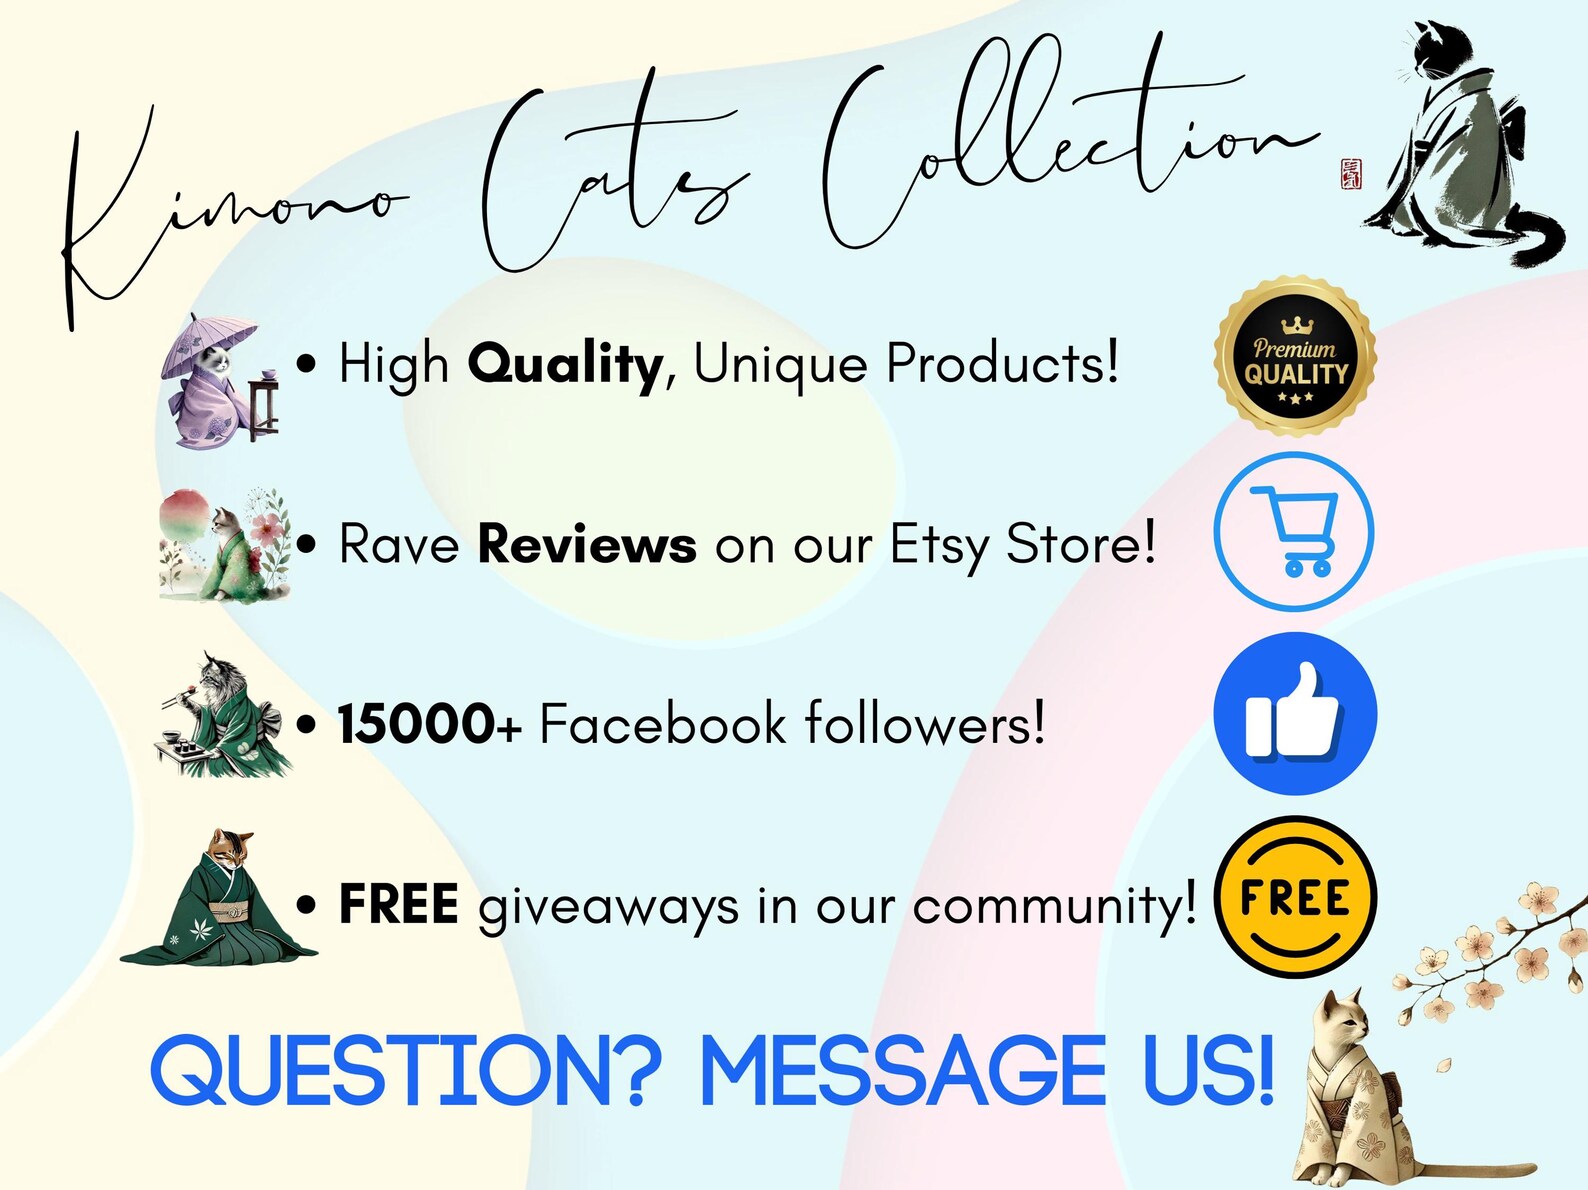 Kimono Cats Collection
• High Quality, Unique Products!
Premium
QUALITY
• Rave Reviews on our Etsy Store!
• 15000+ Facebook followers!
• FREE giveaways in our community!
FREE
QUESTION? MESSAGE US!